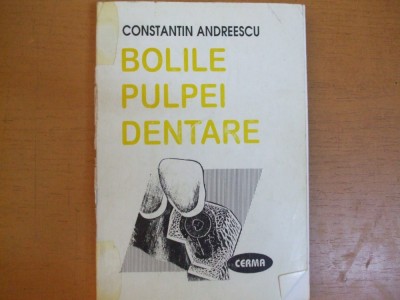 CONSTANTIN ANDREESCU
BOLILE
PULPEI
DENTARE
CERMA